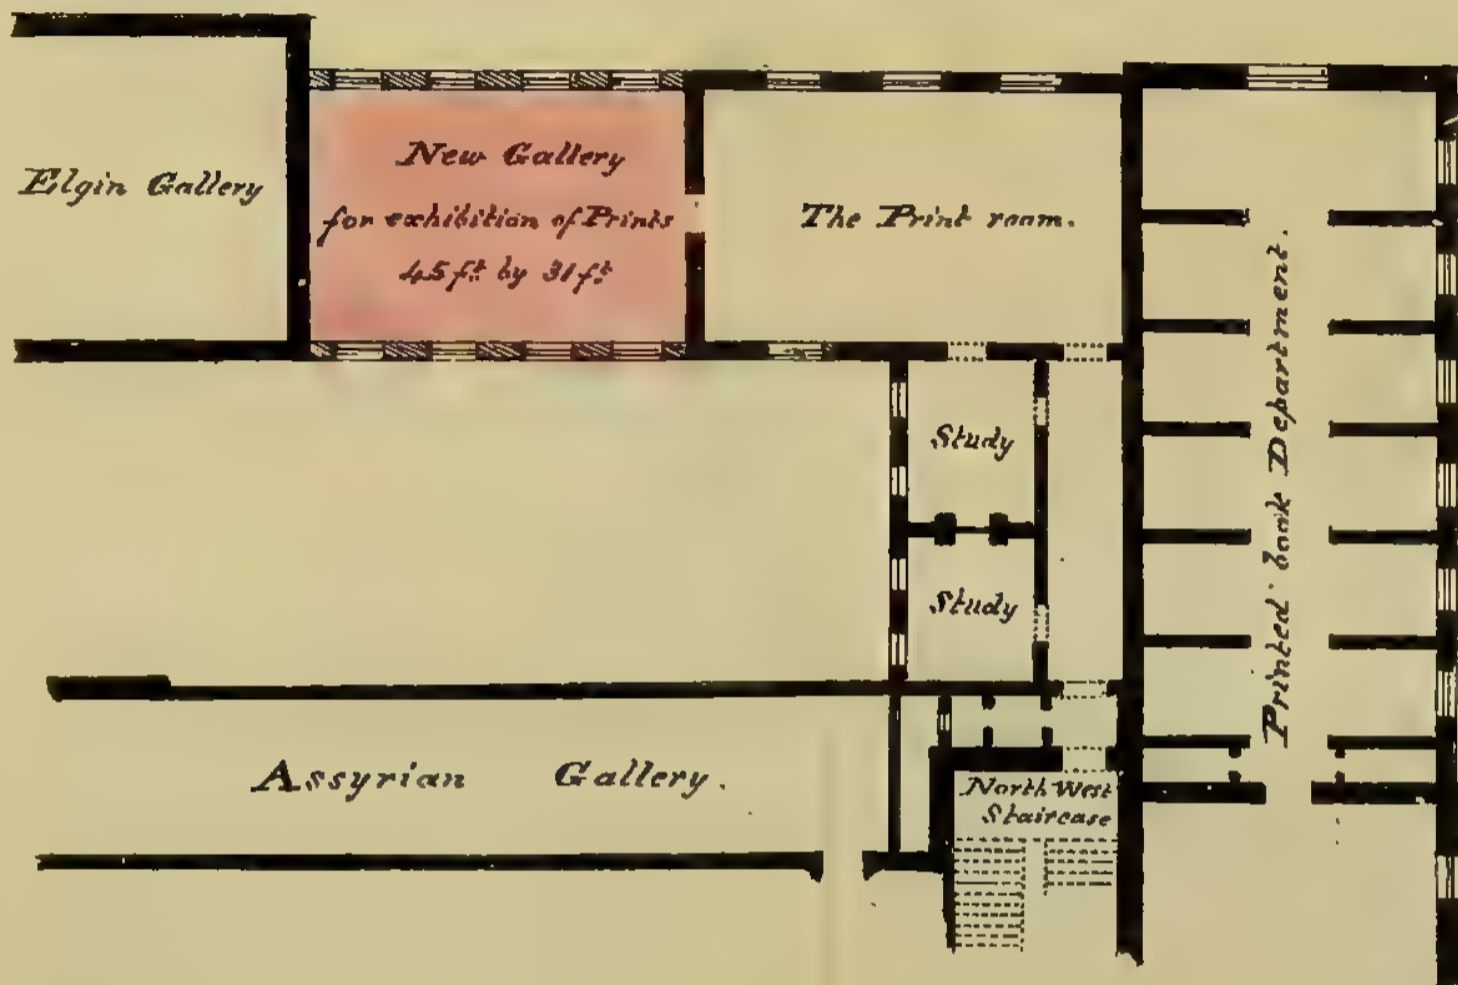 Elgin Gallery
New Gallery
for exhibition of Prints
45 ft. by 31 ft.
The Print room.
Study
Study
Printed book Department.
Assyrian Gallery.
North West
Staircase